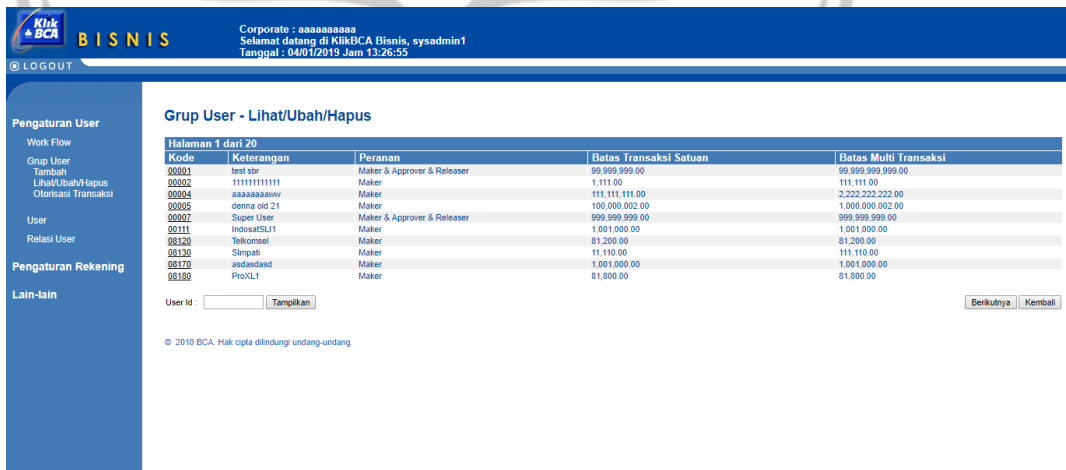 Klik BCA BISNIS
Corporate : aaaaaaaaaa
Selamat datang di KlikBCA Bisnis, sysadmin1
Tanggal : 04/01/2019 Jam 13:26:55
LOGOUT
Pengaturan User
Work Flow
Grup User
Tambah
Lihat/Ubah/Hapus
Otorisasi Transaksi
User
Relasi User
Pengaturan Rekening
Lain-lain
Grup User - Lihat/Ubah/Hapus
Halaman 1 dari 20
Kode Keterangan Peranan Batas Transaksi Satuan Batas Multi Transaksi
00001 test sbr Maker & Approver & Releaser 99,999,999.00 99,999,999,999.00
00002 111111111111 Maker 1,111.00 111,111.00
00004 aaaaaaaaww Maker 111,111,111.00 2,222,222,222.00
00005 denna old 21 Maker 100,000,002.00 1,000,000,002.00
00007 Super User Maker & Approver & Releaser 999,999,999.00 999,999,999.00
00111 IndosatSLI1 Maker 1,001,000.00 1,001,000.00
08120 Telkomsel Maker 81,200.00 81,200.00
08130 SImpati Maker 11,110.00 111,110.00
08170 asdasdasd Maker 1,001,000.00 1,001,000.00
08180 ProXL1 Maker 81,800.00 81,800.00
User Id : Tampilkan Berikutnya Kembali
© 2010 BCA. Hak cipta dilindungi undang-undang.